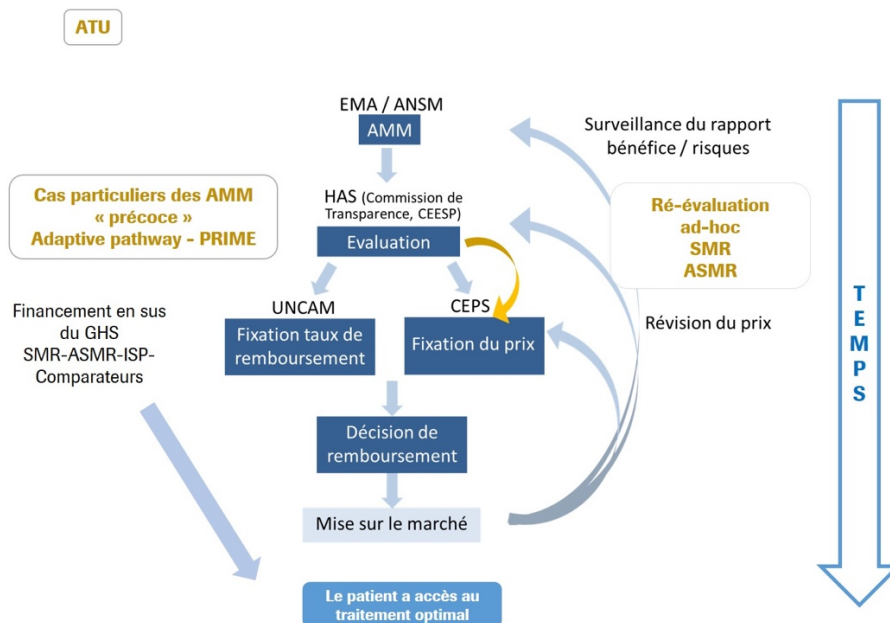 ATU
EMA / ANSM
AMM
Surveillance du rapport
bénéfice / risques
Cas particuliers des AMM
« précoce »
Adaptive pathway - PRIME
HAS (Commission de
Transparence, CEESP)
Evaluation
Ré-évaluation
ad-hoc
SMR
ASMR
Financement en sus
du GHS
SMR-ASMR-ISP-
Comparateurs
UNCAM
Fixation taux de
remboursement
CEPS
Fixation du prix
Révision du prix
TEMPS
Décision de
remboursement
Mise sur le marché
Le patient a accès au
traitement optimal